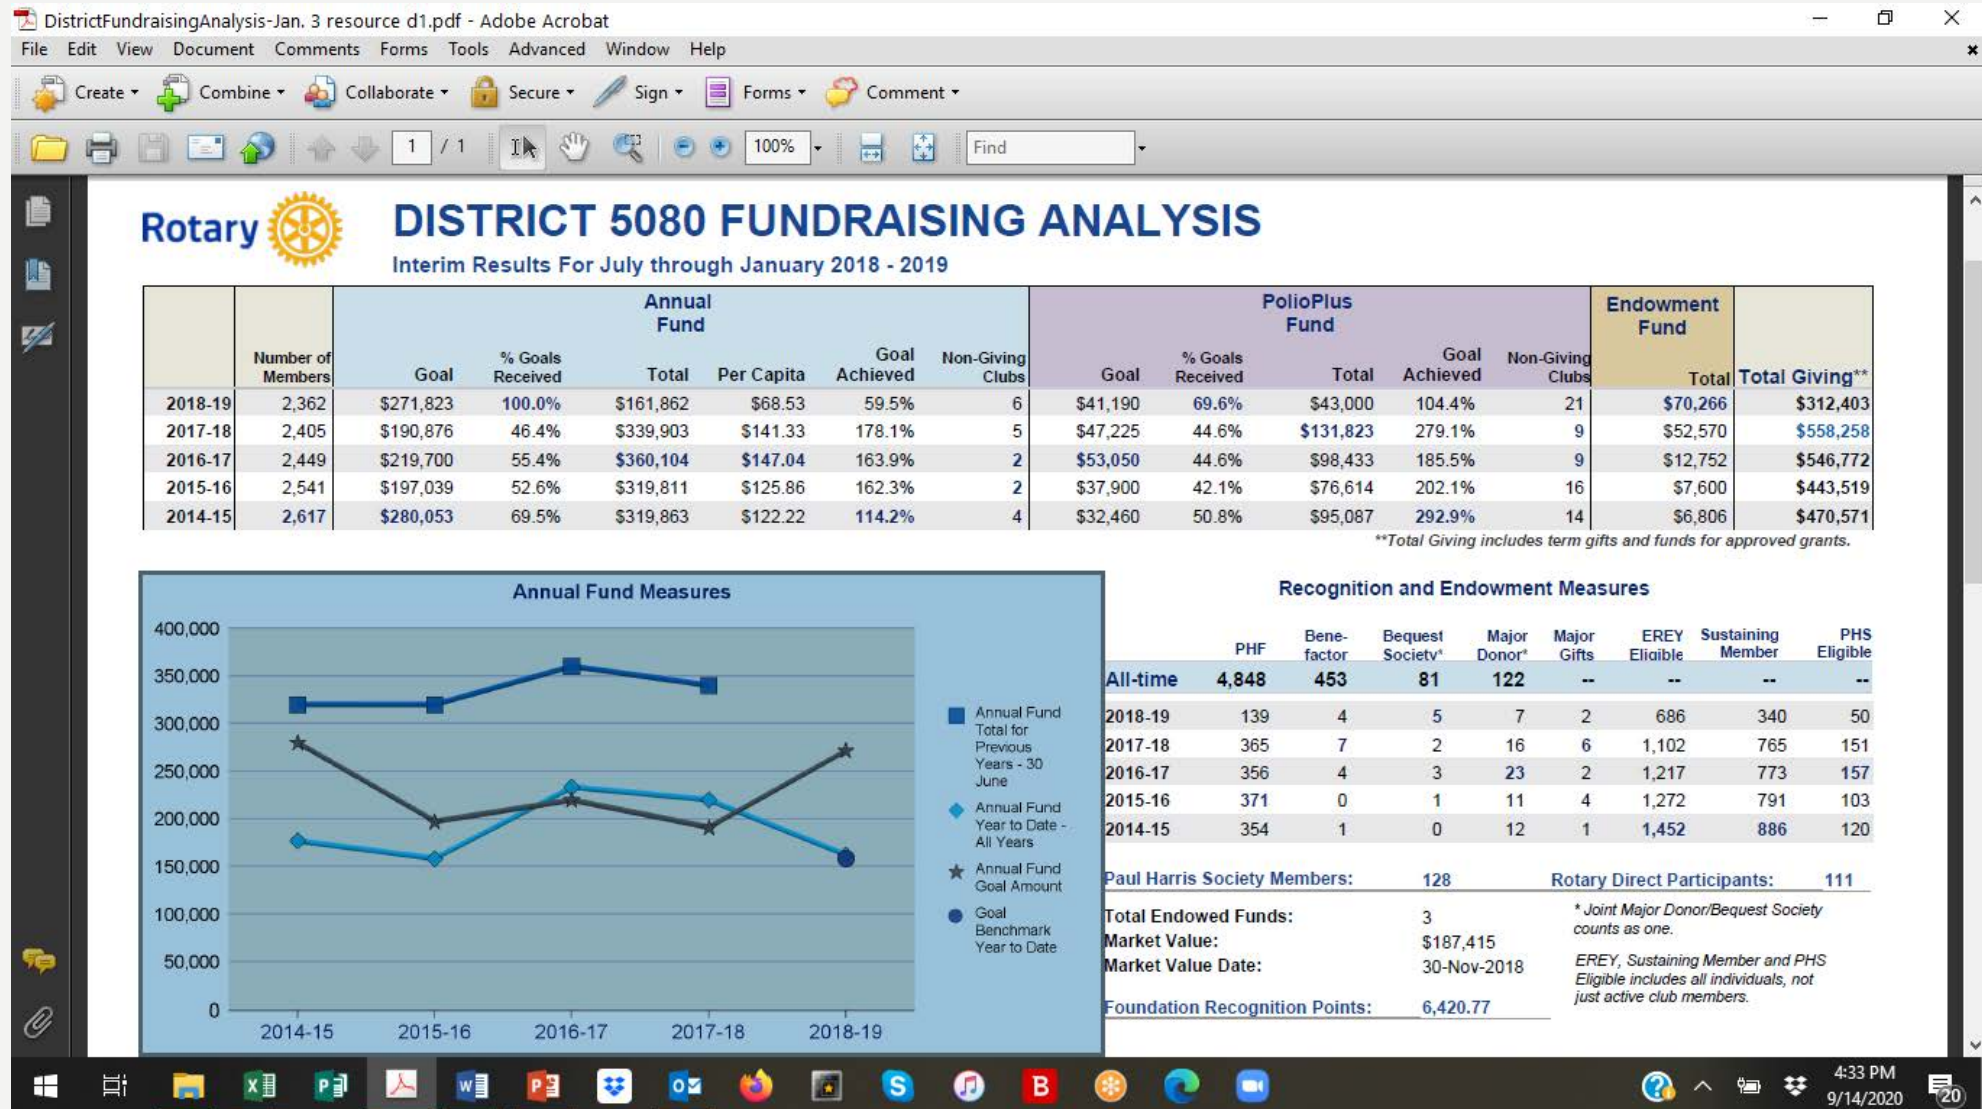 DistrictFundraisingAnalysis-Jan. 3 resource d1.pdf - Adobe Acrobat
File Edit View Document Comments Forms Tools Advanced Window Help
Create Combine Collaborate Secure Sign Forms Comment
1 / 1 100% Find
Rotary
DISTRICT 5080 FUNDRAISING ANALYSIS
Interim Results For July through January 2018 - 2019
Annual Fund PolioPlus Fund Endowment Fund
Number of Members Goal % Goals Received Total Per Capita Goal Achieved Non-Giving Clubs Goal % Goals Received Total Goal Achieved Non-Giving Clubs Total Total Giving**
2018-19 2,362 $271,823 100.0% $161,862 $68.53 59.5% 6 $41,190 69.6% $43,000 104.4% 21 $70,266 $312,403
2017-18 2,405 $190,876 46.4% $339,903 $141.33 178.1% 5 $47,225 44.6% $131,823 279.1% 9 $52,570 $558,258
2016-17 2,449 $219,700 55.4% $360,104 $147.04 163.9% 2 $53,050 44.6% $98,433 185.5% 9 $12,752 $546,772
2015-16 2,541 $197,039 52.6% $319,811 $125.86 162.3% 2 $37,900 42.1% $76,614 202.1% 16 $7,600 $443,519
2014-15 2,617 $280,053 69.5% $319,863 $122.22 114.2% 4 $32,460 50.8% $95,087 292.9% 14 $6,806 $470,571
**Total Giving includes term gifts and funds for approved grants.
Annual Fund Measures
400,000
350,000
300,000
250,000
200,000
150,000
100,000
50,000
0
2014-15 2015-16 2016-17 2017-18 2018-19
Annual Fund
Total for
Previous
Years - 30
June
Annual Fund
Year to Date -
All Years
Annual Fund
Goal Amount
Goal
Benchmark
Year to Date
Recognition and Endowment Measures
PHF Bene-factor Bequest Society* Major Donor* Major Gifts EREY Eligible Sustaining Member PHS Eligible
All-time 4,848 453 81 122 -- -- -- --
2018-19 139 4 5 7 2 686 340 50
2017-18 365 7 2 16 6 1,102 765 151
2016-17 356 4 3 23 2 1,217 773 157
2015-16 371 0 1 11 4 1,272 791 103
2014-15 354 1 0 12 1 1,452 886 120
Paul Harris Society Members: 128 Rotary Direct Participants: 111
Total Endowed Funds: 3
Market Value: $187,415
Market Value Date: 30-Nov-2018
Foundation Recognition Points: 6,420.77
* Joint Major Donor/Bequest Society
counts as one.
EREY, Sustaining Member and PHS
Eligible includes all individuals, not
just active club members.
4:33 PM
9/14/2020
20